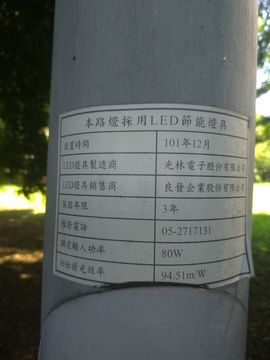 本路燈採用LED節能燈具
設置時間 101年12月
LED燈具製造商 光林電子股份有限公司
LED燈具銷售商 良晉企業股份有限公司
保固年限 3年
維修電話 05-2717131
額定輸入功率 80W
初始發光效率 94.51m/W